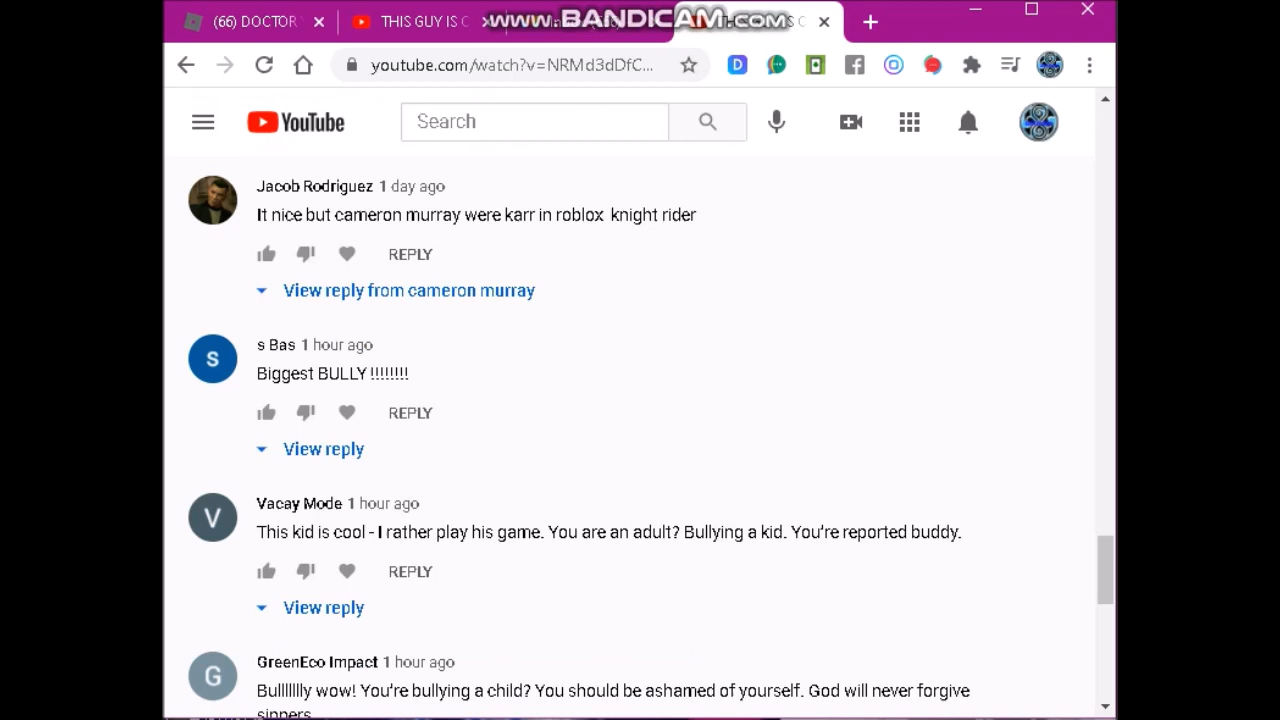 (66) DOCTOR
THIS GUY IS C
www.BANDICAM.com
youtube.com/watch?v=NRMd3dDfC...
YouTube
Search
Jacob Rodriguez 1 day ago
It nice but cameron murray were karr in roblox knight rider
REPLY
View reply from cameron murray
S
s Bas 1 hour ago
Biggest BULLY !!!!!!!!
REPLY
View reply
V
Vacay Mode 1 hour ago
This kid is cool - I rather play his game. You are an adult? Bullying a kid. You're reported buddy.
REPLY
View reply
G
GreenEco Impact 1 hour ago
Bullllllly wow! You're bullying a child? You should be ashamed of yourself. God will never forgive
sinners